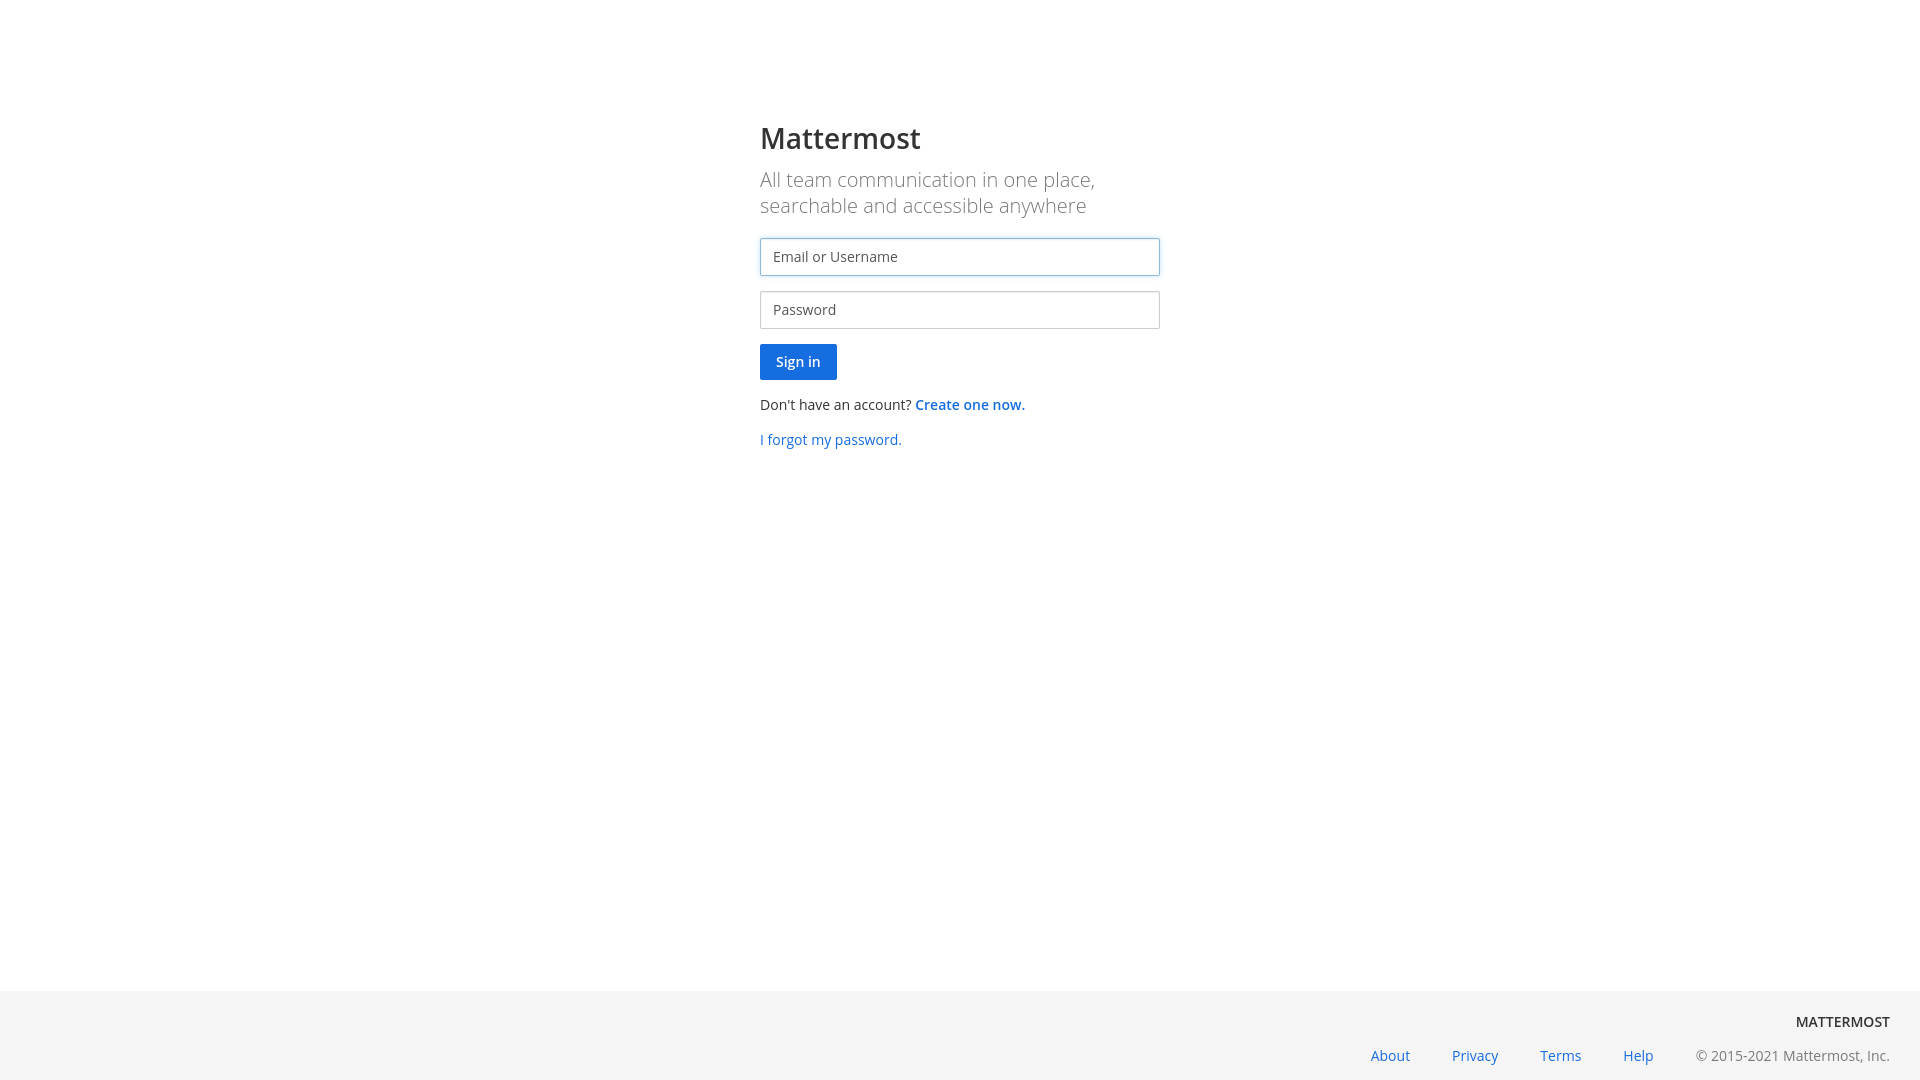 Mattermost
All team communication in one place,
searchable and accessible anywhere
Email or Username
Password
Sign in
Don't have an account? Create one now.
I forgot my password.
MATTERMOST
About Privacy Terms Help © 2015-2021 Mattermost, Inc.